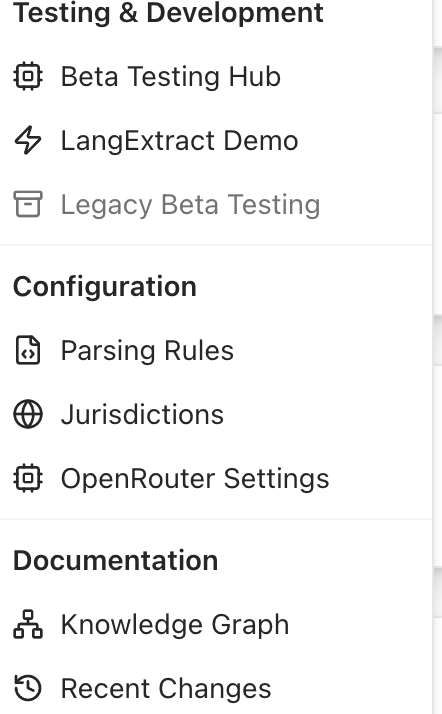 Testing & Development
Beta Testing Hub
LangExtract Demo
Legacy Beta Testing
Configuration
Parsing Rules
Jurisdictions
OpenRouter Settings
Documentation
Knowledge Graph
Recent Changes